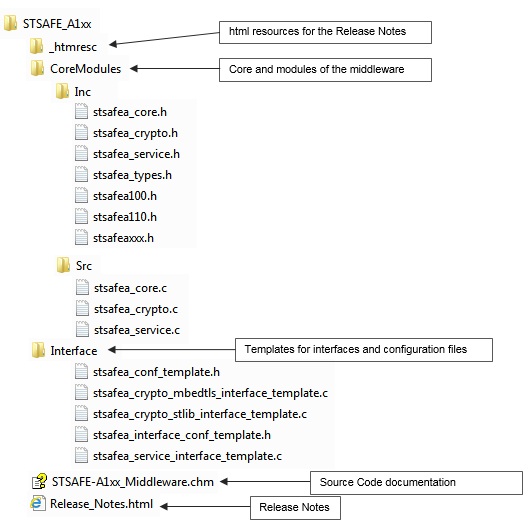 STSAFE_A1xx
html resources for the Release Notes
_htmresc
CoreModules
Core and modules of the middleware
Inc
stsafea_core.h
stsafea_crypto.h
stsafea_service.h
stsafea_types.h
stsafea100.h
stsafea110.h
stsafeaxxx.h
Src
stsafea_core.c
stsafea_crypto.c
stsafea_service.c
Interface
Templates for interfaces and configuration files
stsafea_conf_template.h
stsafea_crypto_mbedtls_interface_template.c
stsafea_crypto_stlib_interface_template.c
stsafea_interface_conf_template.h
stsafea_service_interface_template.c
STSAFE-A1xx_Middleware.chm
Source Code documentation
Release_Notes.html
Release Notes